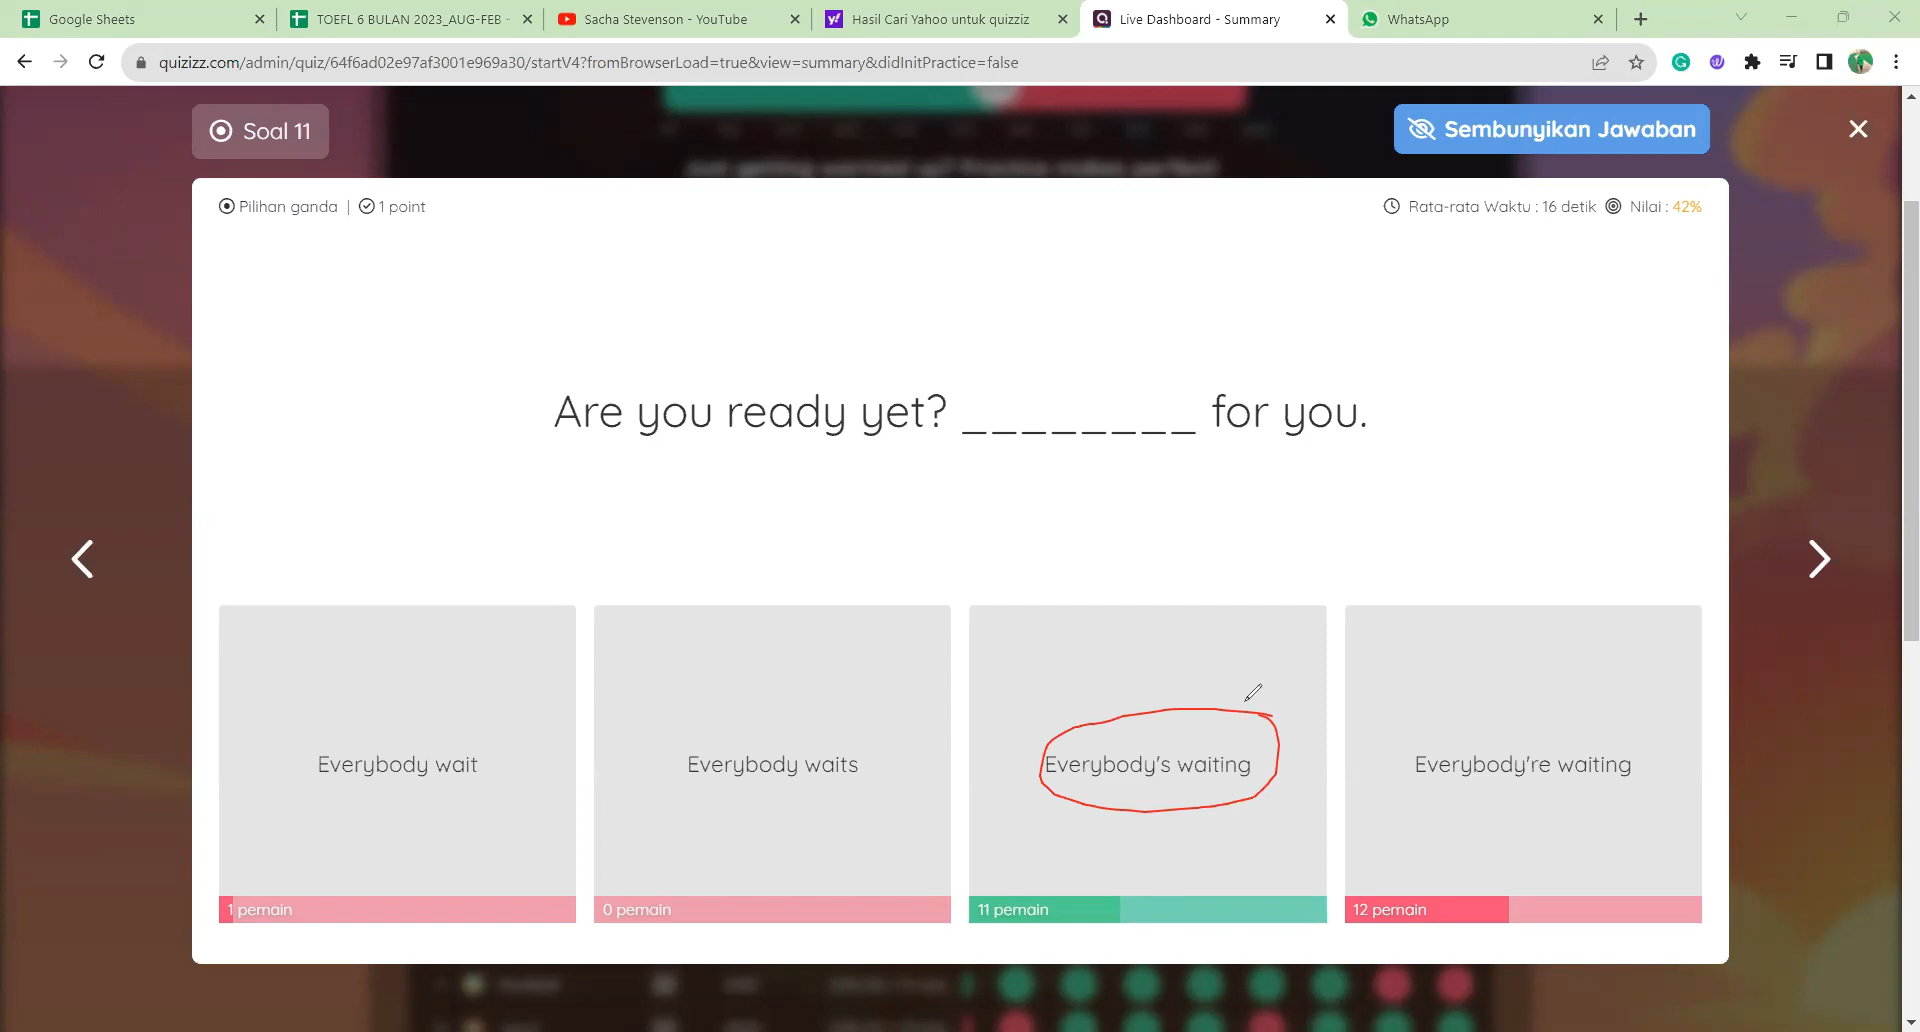 Google Sheets
TOEFL 6 BULAN 2023_AUG-FEB -
Sacha Stevenson - YouTube
Hasil Cari Yahoo untuk quizziz
Live Dashboard - Summary
WhatsApp
quizizz.com/admin/quiz/64f6ad02e97af3001e969a30/startV4?fromBrowserLoad=true&view=summary&didInitPractice=false
Soal 11
Sembunyikan Jawaban
Pilihan ganda | 1 point
Rata-rata Waktu : 16 detik Nilai : 42%
Are you ready yet? ________ for you.
Everybody wait
Everybody waits
Everybody's waiting
Everybody're waiting
1 pemain
0 pemain
11 pemain
12 pemain